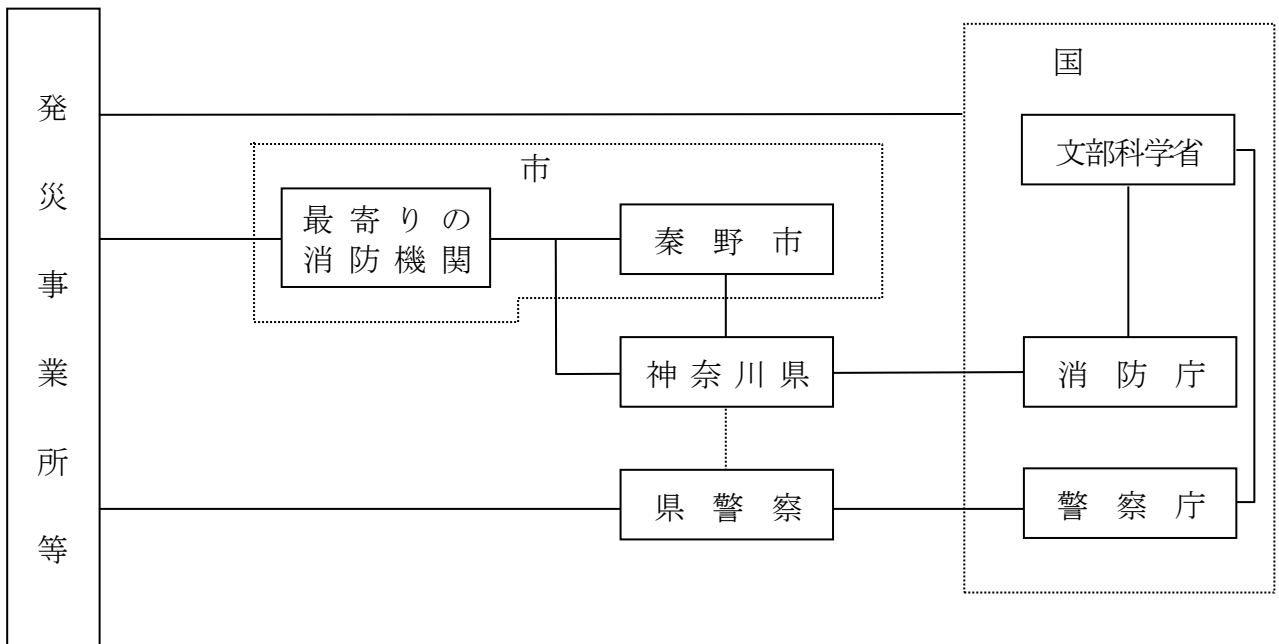 発災事業所等
国
文部科学省
市
最寄りの
消防機関
秦野市
神奈川県
消防庁
県警察
警察庁